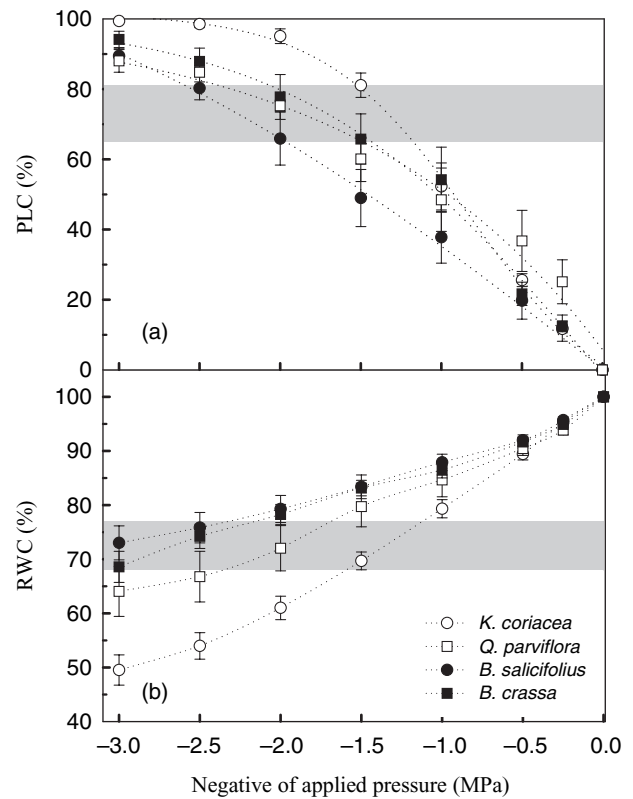 100
80
60
40
20
0
PLC (%)
(a)
100
90
80
70
60
50
40
RWC (%)
(b)
K. coriacea
Q. parviflora
B. salicifolius
B. crassa
−3.0 −2.5 −2.0 −1.5 −1.0 −0.5 0.0
Negative of applied pressure (MPa)